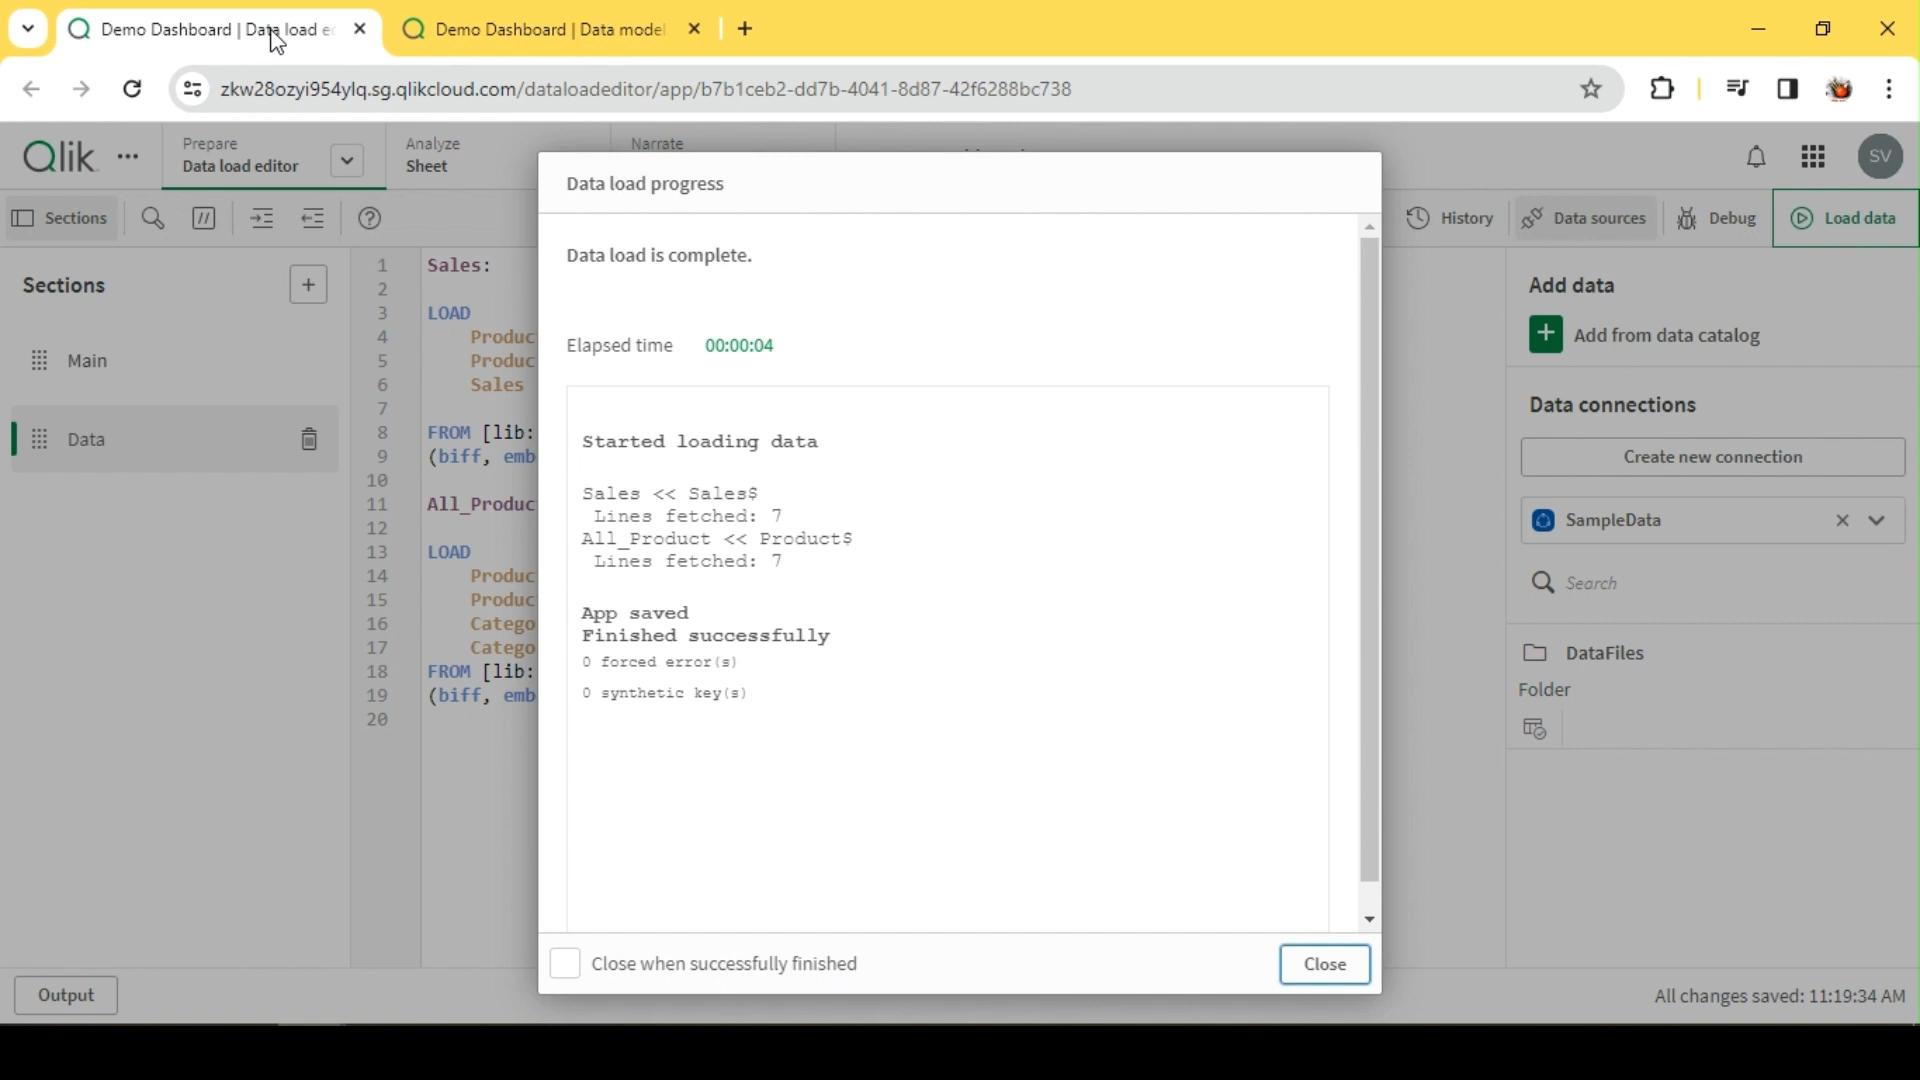 Demo Dashboard | Data load e
Demo Dashboard | Data model
zkw28ozyi954ylq.sg.qlikcloud.com/dataloadeditor/app/b7b1ceb2-dd7b-4041-8d87-42f6288bc738
Qlik
Prepare
Data load editor
Analyze
Sheet
Narrate
SV
Sections
History
Data sources
Debug
Load data
Sections
Main
Data
1 Sales:
2
3 LOAD
4 Produc
5 Produc
6 Sales
7
8 FROM [lib:
9 (biff, emb
10
11 All_Produc
12
13 LOAD
14 Produc
15 Produc
16 Catego
17 Catego
18 FROM [lib:
19 (biff, emb
20
Data load progress
Data load is complete.
Elapsed time 00:00:04
Started loading data
Sales << Sales$
Lines fetched: 7
All_Product << Product$
Lines fetched: 7
App saved
Finished successfully
0 forced error(s)
0 synthetic key(s)
Close when successfully finished
Close
Add data
Add from data catalog
Data connections
Create new connection
SampleData
Search
DataFiles
Folder
Output
All changes saved: 11:19:34 AM